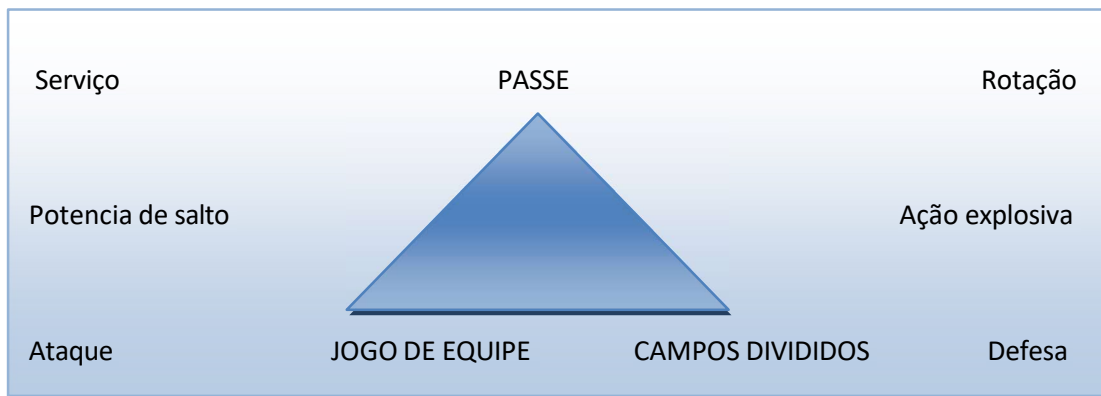 Serviço PASSE Rotação
Potencia de salto Ação explosiva
Ataque JOGO DE EQUIPE CAMPOS DIVIDIDOS Defesa